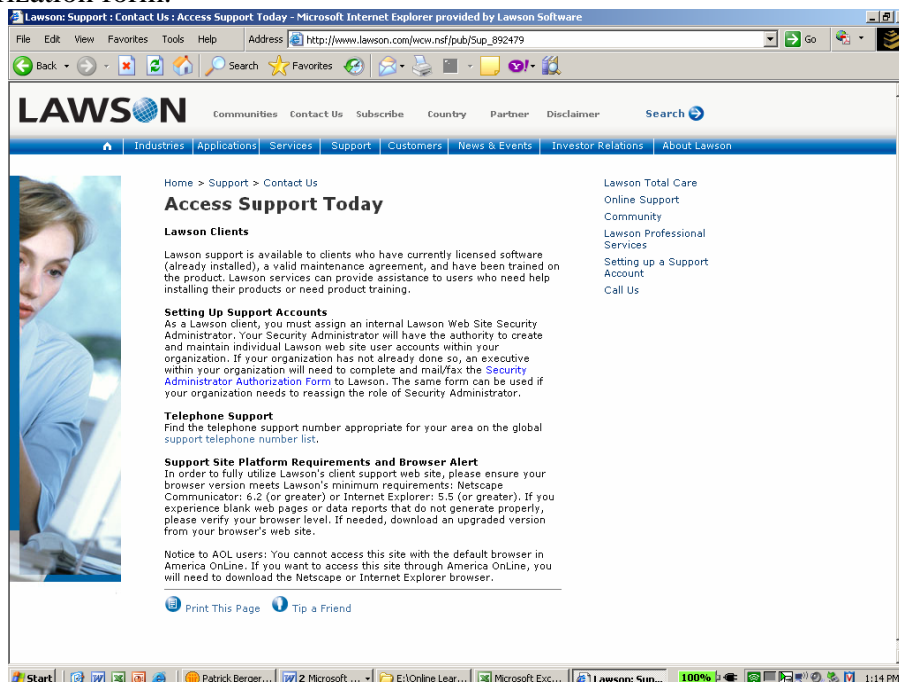 rization form.
Lawson: Support : Contact Us : Access Support Today - Microsoft Internet Explorer provided by Lawson Software
File Edit View Favorites Tools Help Address http://www.lawson.com/wcw.nsf/pub/Sup_892479 Go
Back Search Favorites
LAWSON Communities Contact Us Subscribe Country Partner Disclaimer Search
Industries Applications Services Support Customers News & Events Investor Relations About Lawson
Home > Support > Contact Us
Access Support Today
Lawson Clients
Lawson support is available to clients who have currently licensed software
(already installed), a valid maintenance agreement, and have been trained on
the product. Lawson services can provide assistance to users who need help
installing their products or need product training.
Setting Up Support Accounts
As a Lawson client, you must assign an internal Lawson Web Site Security
Administrator. Your Security Administrator will have the authority to create
and maintain individual Lawson web site user accounts within your
organization. If your organization has not already done so, an executive
within your organization will need to complete and mail/fax the Security
Administrator Authorization Form to Lawson. The same form can be used if
your organization needs to reassign the role of Security Administrator.
Telephone Support
Find the telephone support number appropriate for your area on the global
support telephone number list.
Support Site Platform Requirements and Browser Alert
In order to fully utilize Lawson's client support web site, please ensure your
browser version meets Lawson's minimum requirements: Netscape
Communicator: 6.2 (or greater) or Internet Explorer: 5.5 (or greater). If you
experience blank web pages or data reports that do not generate properly,
please verify your browser level. If needed, download an upgraded version
from your browser's web site.
Notice to AOL users: You cannot access this site with the default browser in
America OnLine. If you want to access this site through America OnLine, you
will need to download the Netscape or Internet Explorer browser.
Print This Page Tip a Friend
Lawson Total Care
Online Support
Community
Lawson Professional
Services
Setting up a Support
Account
Call Us
Start Patrick Berger... 2 Microsoft ... E:\Online Lear... Microsoft Exc... Lawson: Sup... 100% 1:14 PM